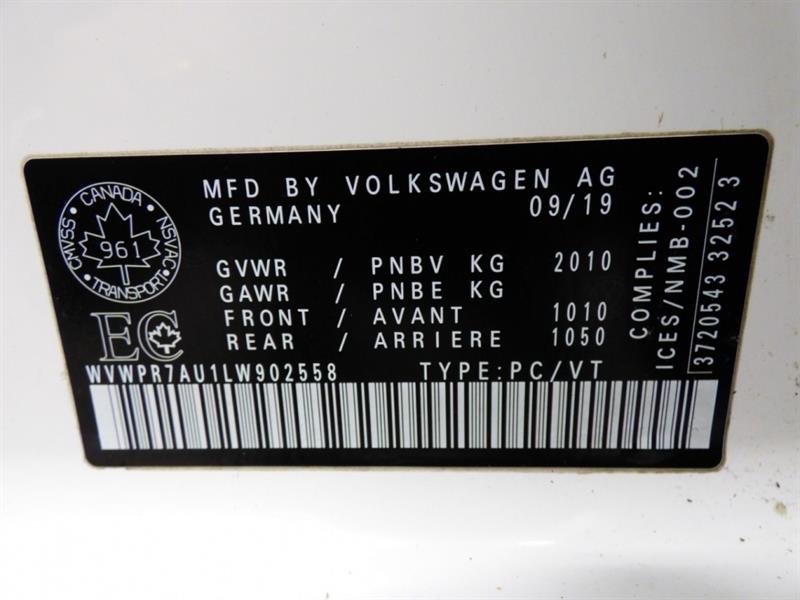 CANADA
CMVSS
NSVAC
961
TRANSPORT
EC
MFD BY VOLKSWAGEN AG
GERMANY 09/19
GVWR / PNBV KG 2010
GAWR / PNBE KG
FRONT / AVANT 1010
REAR / ARRIERE 1050
WVWPR7AU1LW902558 TYPE:PC/VT
COMPLIES:
ICES/NMB-002
3720543 32523